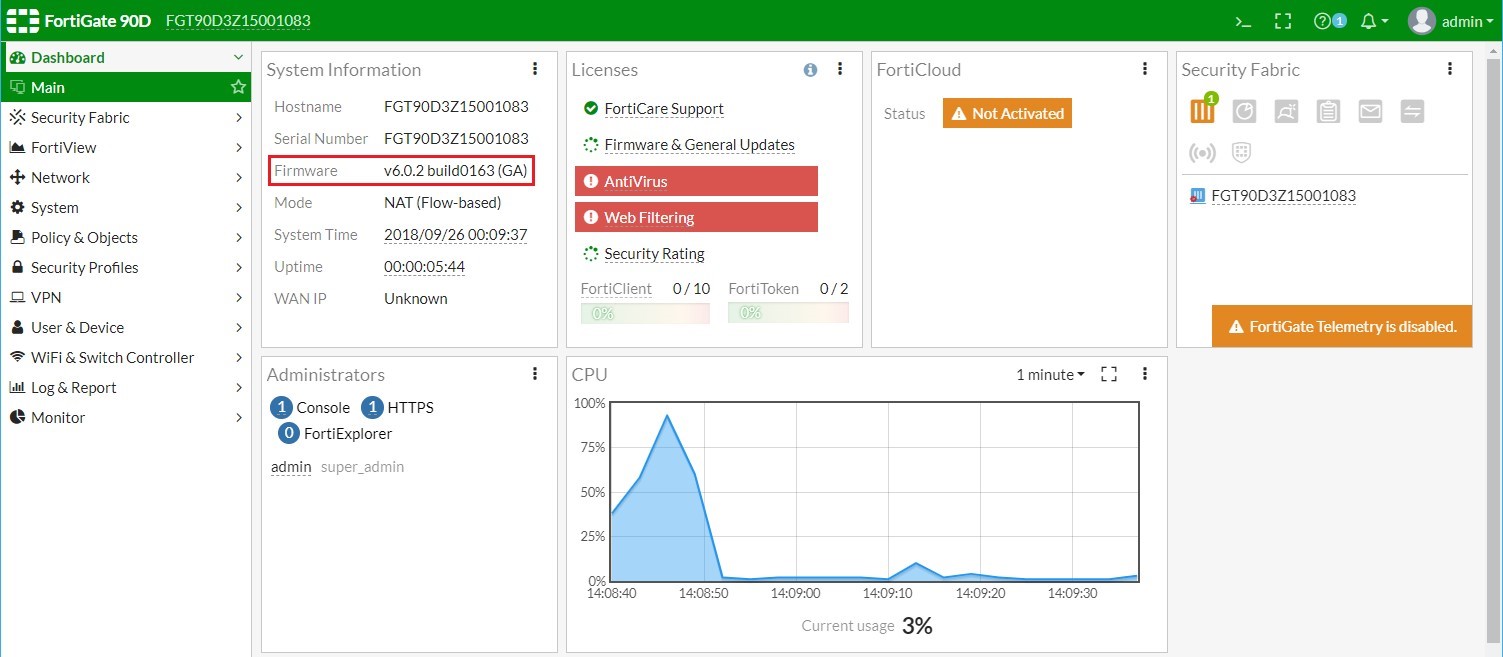 FortiGate 90D FGT90D3Z15001083
1 admin
Dashboard
Main
Security Fabric
FortiView
Network
System
Policy & Objects
Security Profiles
VPN
User & Device
WiFi & Switch Controller
Log & Report
Monitor
System Information
Hostname FGT90D3Z15001083
Serial Number FGT90D3Z15001083
Firmware v6.0.2 build0163 (GA)
Mode NAT (Flow-based)
System Time 2018/09/26 00:09:37
Uptime 00:00:05:44
WAN IP Unknown
Licenses
FortiCare Support
Firmware & General Updates
AntiVirus
Web Filtering
Security Rating
FortiClient 0 / 10 FortiToken 0 / 2
0% 0%
FortiCloud
Status Not Activated
Security Fabric
1
FGT90D3Z15001083
FortiGate Telemetry is disabled.
Administrators
1 Console 1 HTTPS
0 FortiExplorer
admin super_admin
CPU 1 minute
100%
75%
50%
25%
0%
14:08:40 14:08:50 14:09:00 14:09:10 14:09:20 14:09:30
Current usage 3%